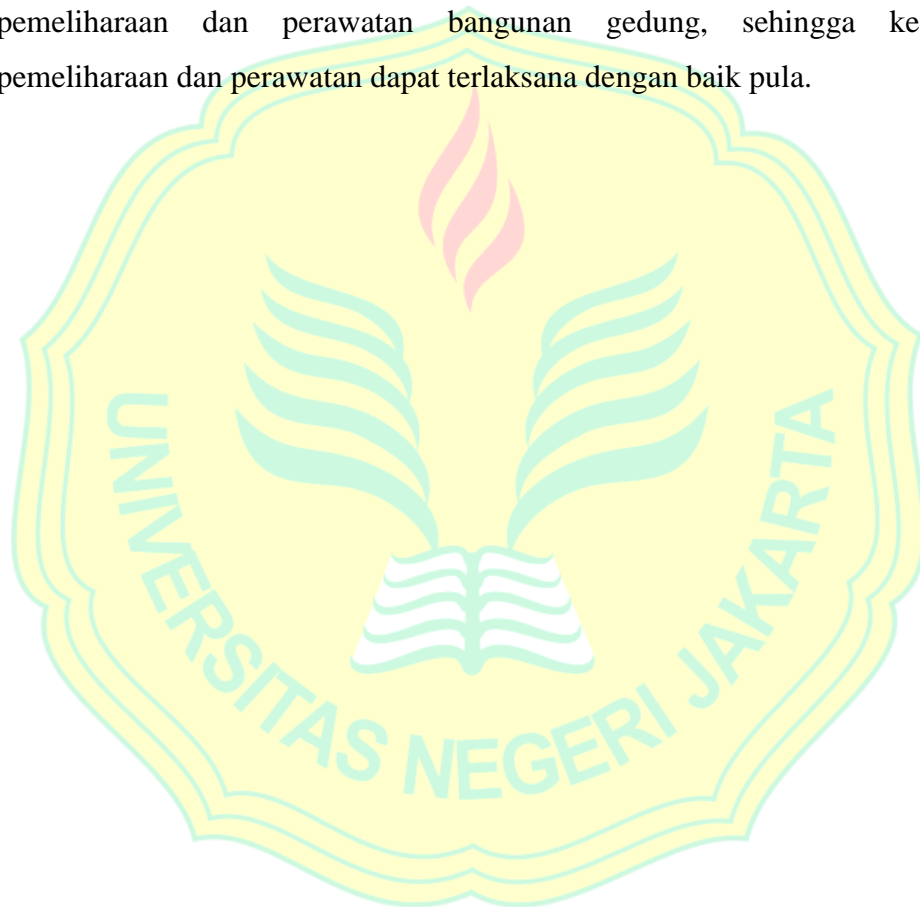 pemeliharaan dan perawatan bangunan gedung, sehingga ke
pemeliharaan dan perawatan dapat terlaksana dengan baik pula.
UNIVERSITAS NEGERI JAKARTA